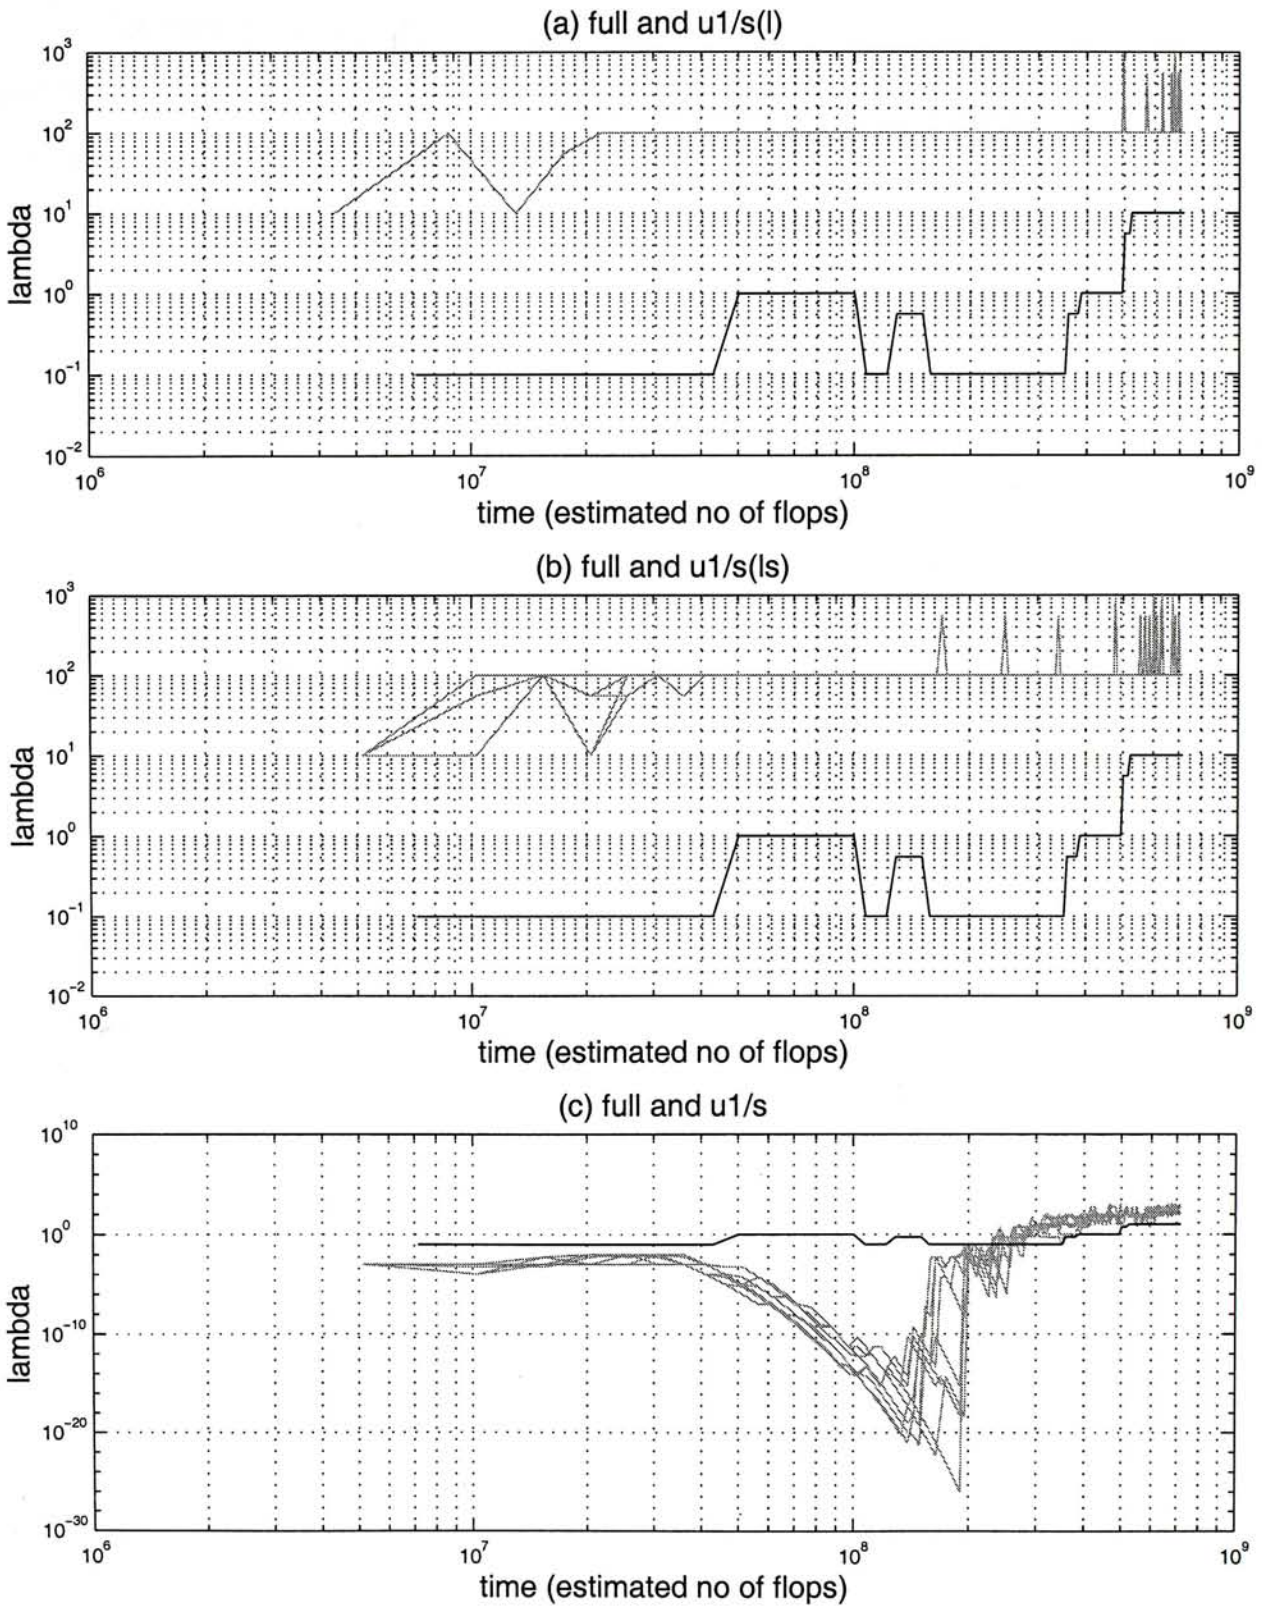 (a) full and u1/s(l)
10^3
10^2
10^1
10^0
10^-1
10^-2
lambda
10^6 10^7 10^8 10^9
time (estimated no of flops)
(b) full and u1/s(ls)
10^3
10^2
10^1
10^0
10^-1
10^-2
lambda
10^6 10^7 10^8 10^9
time (estimated no of flops)
(c) full and u1/s
10^10
10^0
10^-10
10^-20
10^-30
lambda
10^6 10^7 10^8 10^9
time (estimated no of flops)